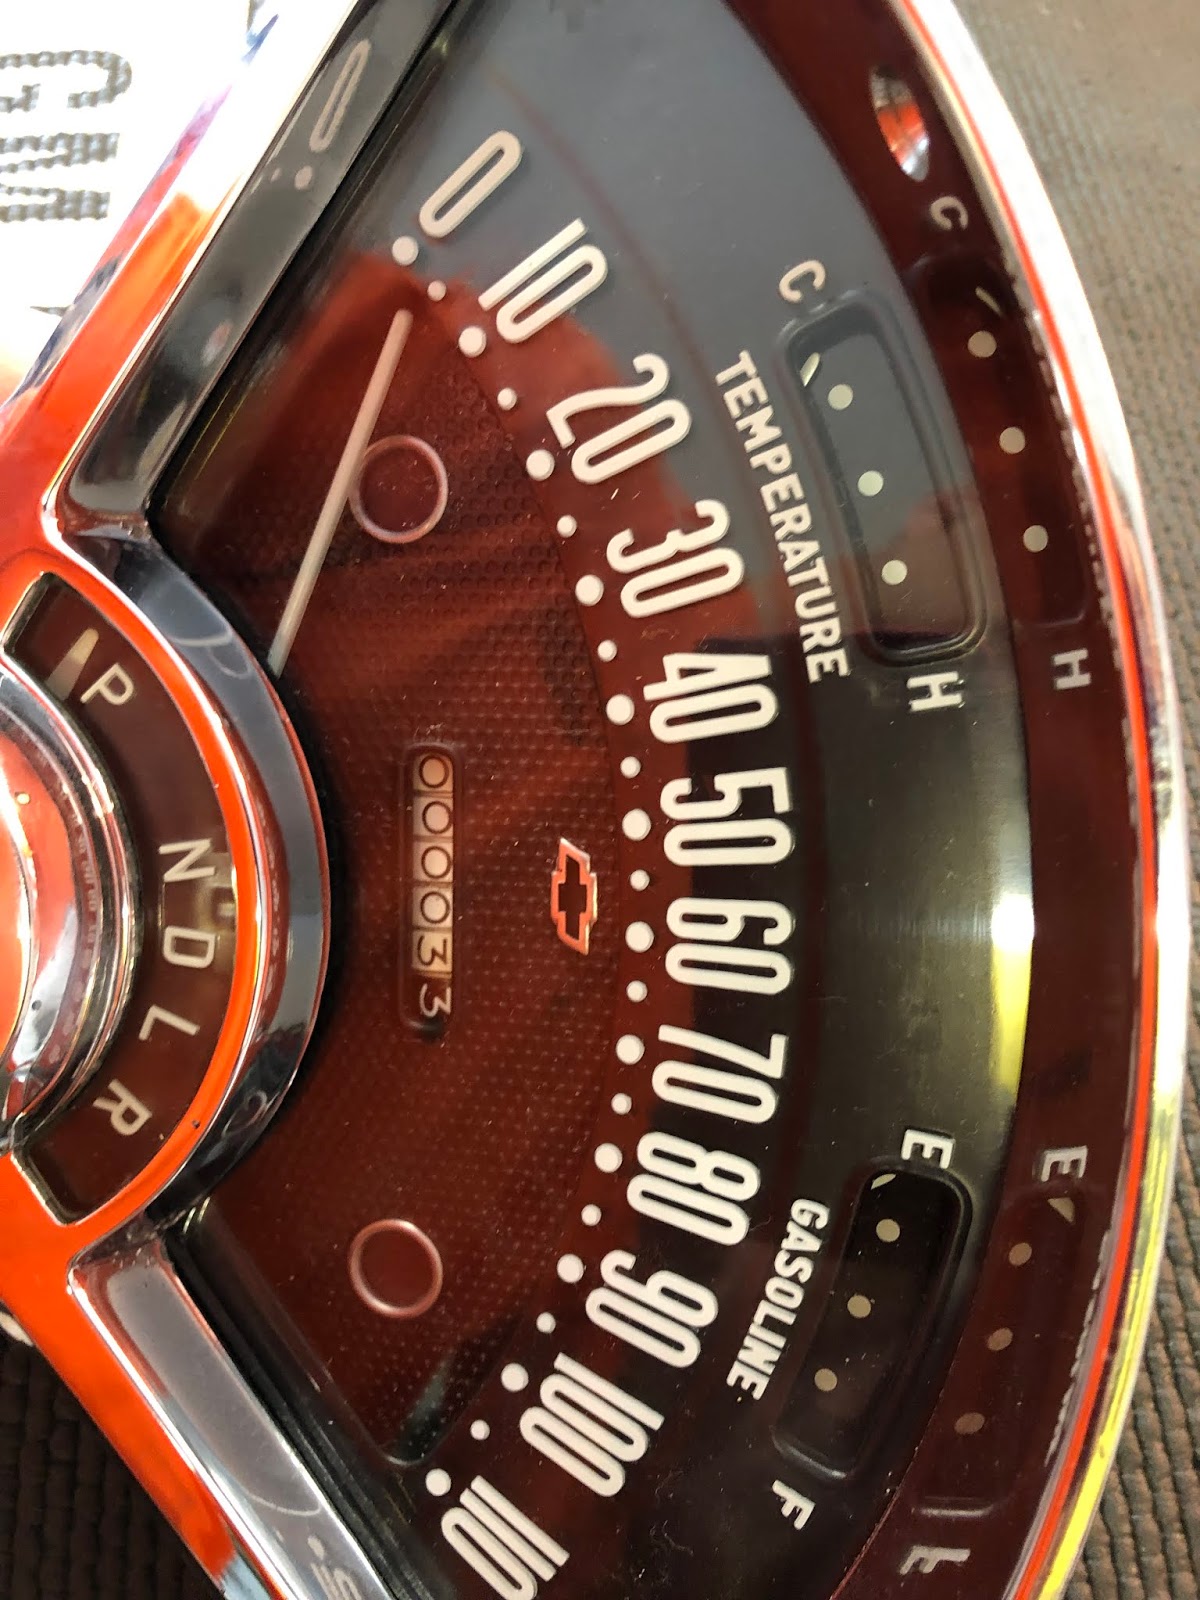 0 10 20 30 40 50 60 70 80 90 100 110
C TEMPERATURE H
E GASOLINE F
000033
P N D L R